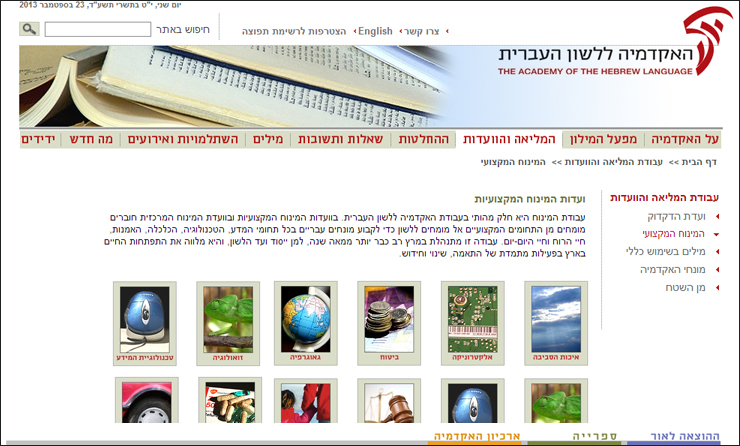 יום שני, י"ט בתשרי תשע"ד, 23 בספטמבר 2013
חיפוש באתר
צרו קשר English הצטרפות לרשימת תפוצה
האקדמיה ללשון העברית
THE ACADEMY OF THE HEBREW LANGUAGE
על האקדמיה | מפעל המילון | המליאה והוועדות | ההחלטות | שאלות ותשובות | מילים | השתלמויות ואירועים | מה חדש | ידידים
דף הבית >> עבודת המליאה והוועדות >> המינוח המקצועי
עבודת המליאה והוועדות
ועדת הדקדוק
המינוח המקצועי
מילים בשימוש כללי
מונחי האקדמיה
מן השטח
ועדות המינוח המקצועיות
עבודת המינוח היא חלק מהותי בעבודת האקדמיה ללשון העברית. בוועדות המינוח המקצועיות ובוועדת המינוח המרכזית חוברים
מומחים מן התחומים המקצועיים אל מומחים ללשון כדי לקבוע מונחים עבריים בכל תחומי המדע, הטכנולוגיה, הכלכלה, האמנות,
חיי הרוח וחיי היום-יום. עבודה זו מתנהלת במרץ רב כבר יותר ממאה שנה, למן ייסוד ועד הלשון, והיא מלווה את התפתחות החיים
בארץ בפעילות מתמדת של התאמה, שינוי וחידוש.
איכות הסביבה
אלקטרוניקה
ביטוח
גאוגרפיה
זואולוגיה
טכנולוגיית המידע
ההוצאה לאור
ספרייה
ארכיון האקדמיה